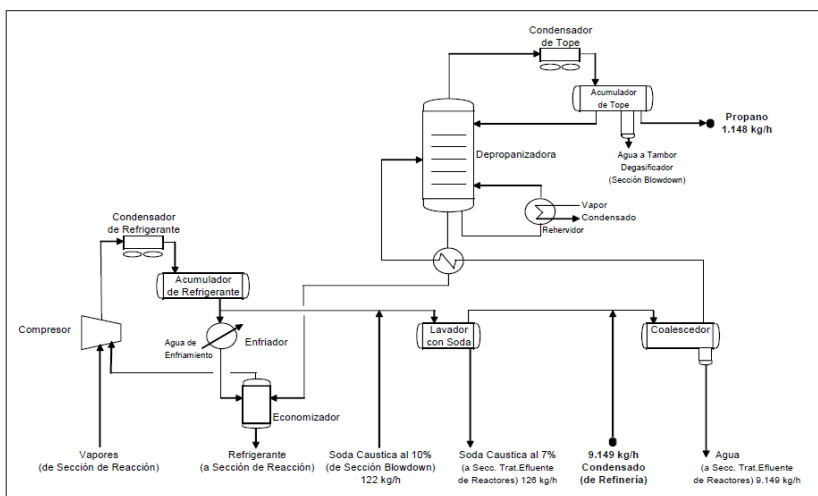 Condensador
de Tope
Acumulador
de Tope
Propano
1.148 kg/h
Agua a Tambor
Degasificador
(Sección Blowdown)
Depropanizadora
Vapor
Condensado
Rehervidor
Condensador
de Refrigerante
Acumulador
de Refrigerante
Compresor
Agua de
Enfriamiento
Enfriador
Lavador
con Soda
Coalescedor
Economizador
Vapores
(de Sección de Reacción)
Refrigerante
(a Sección de Reacción)
Soda Caustica al 10%
(de Sección Blowdown)
122 kg/h
Soda Caustica al 7%
(a Secc. Trat.Efluente
de Reactores) 126 kg/h
9.149 kg/h
Condensado
(de Refinería)
Agua
(a Secc. Trat.Efluente
de Reactores) 9.149 kg/h